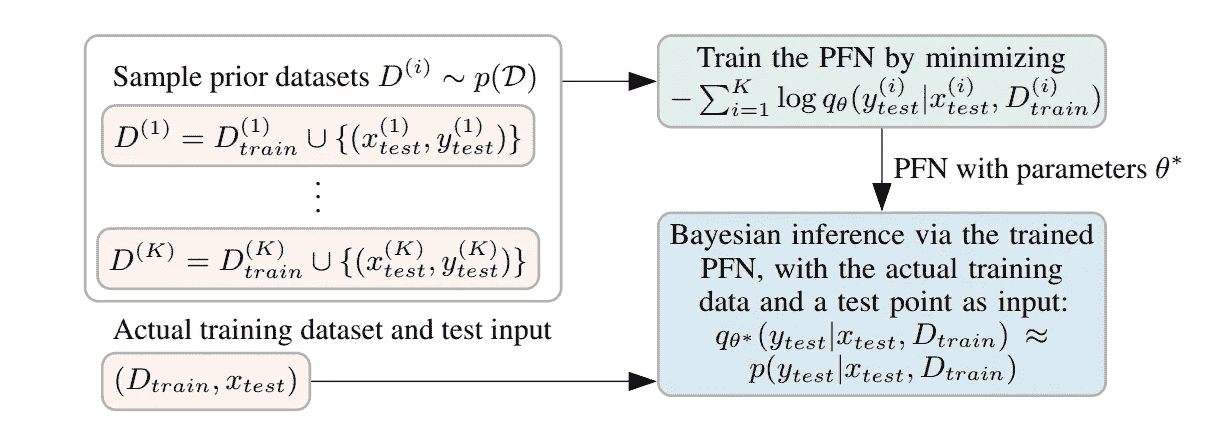 Sample prior datasets $D^{(i)} \sim p(\mathcal{D})$
$D^{(1)} = D^{(1)}_{train} \cup \{(x^{(1)}_{test}, y^{(1)}_{test})\}$
⋮
$D^{(K)} = D^{(K)}_{train} \cup \{(x^{(K)}_{test}, y^{(K)}_{test})\}$
Actual training dataset and test input
$(D_{train}, x_{test})$
Train the PFN by minimizing
$-\sum_{i=1}^{K} \log q_\theta(y^{(i)}_{test}|x^{(i)}_{test}, D^{(i)}_{train})$
PFN with parameters $\theta^*$
Bayesian inference via the trained
PFN, with the actual training
data and a test point as input:
$q_{\theta^*}(y_{test}|x_{test}, D_{train}) \approx$
$p(y_{test}|x_{test}, D_{train})$